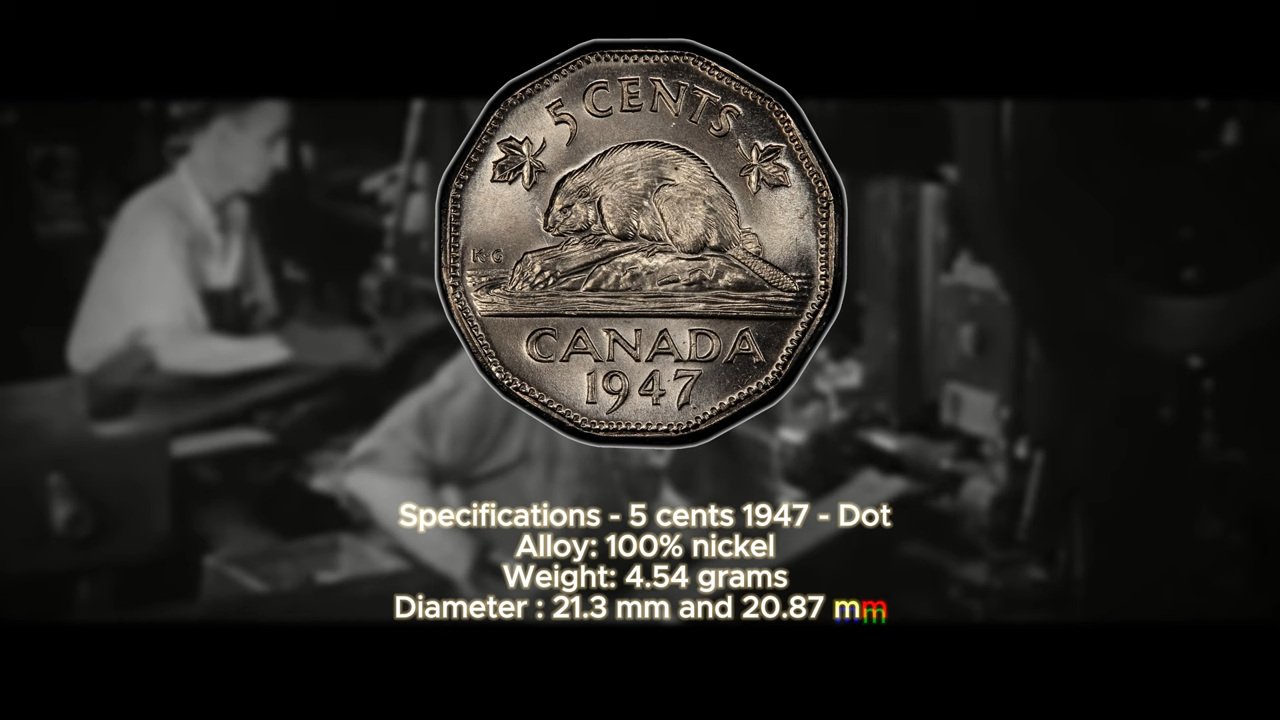 5 CENTS
K·G
CANADA
1947
Specifications - 5 cents 1947 - Dot
Alloy: 100% nickel
Weight: 4.54 grams
Diameter : 21.3 mm and 20.87 mm